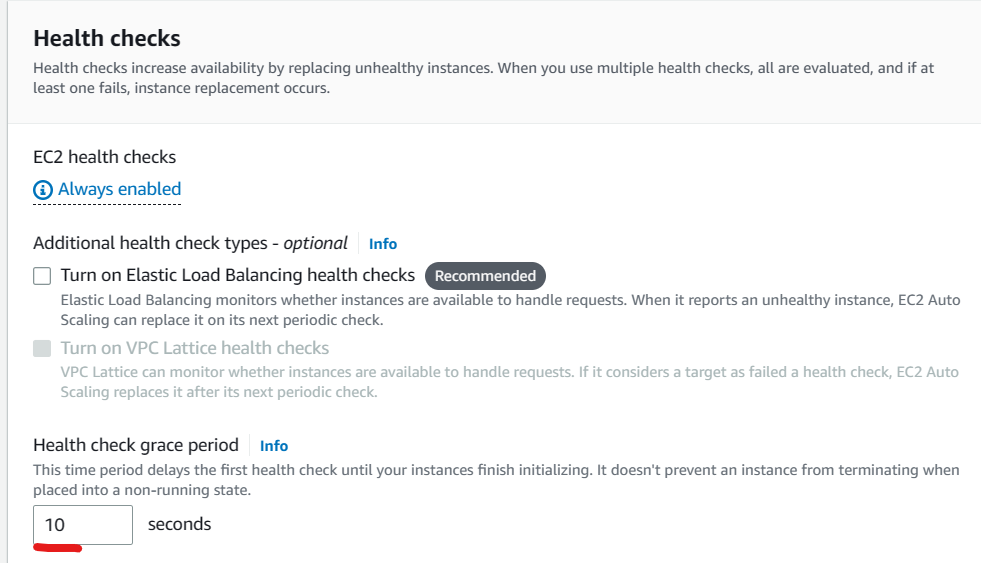 Health checks
Health checks increase availability by replacing unhealthy instances. When you use multiple health checks, all are evaluated, and if at
least one fails, instance replacement occurs.
EC2 health checks
Always enabled
Additional health check types - optional Info
Turn on Elastic Load Balancing health checks Recommended
Elastic Load Balancing monitors whether instances are available to handle requests. When it reports an unhealthy instance, EC2 Auto
Scaling can replace it on its next periodic check.
Turn on VPC Lattice health checks
VPC Lattice can monitor whether instances are available to handle requests. If it considers a target as failed a health check, EC2 Auto
Scaling replaces it after its next periodic check.
Health check grace period Info
This time period delays the first health check until your instances finish initializing. It doesn't prevent an instance from terminating when
placed into a non-running state.
10 seconds